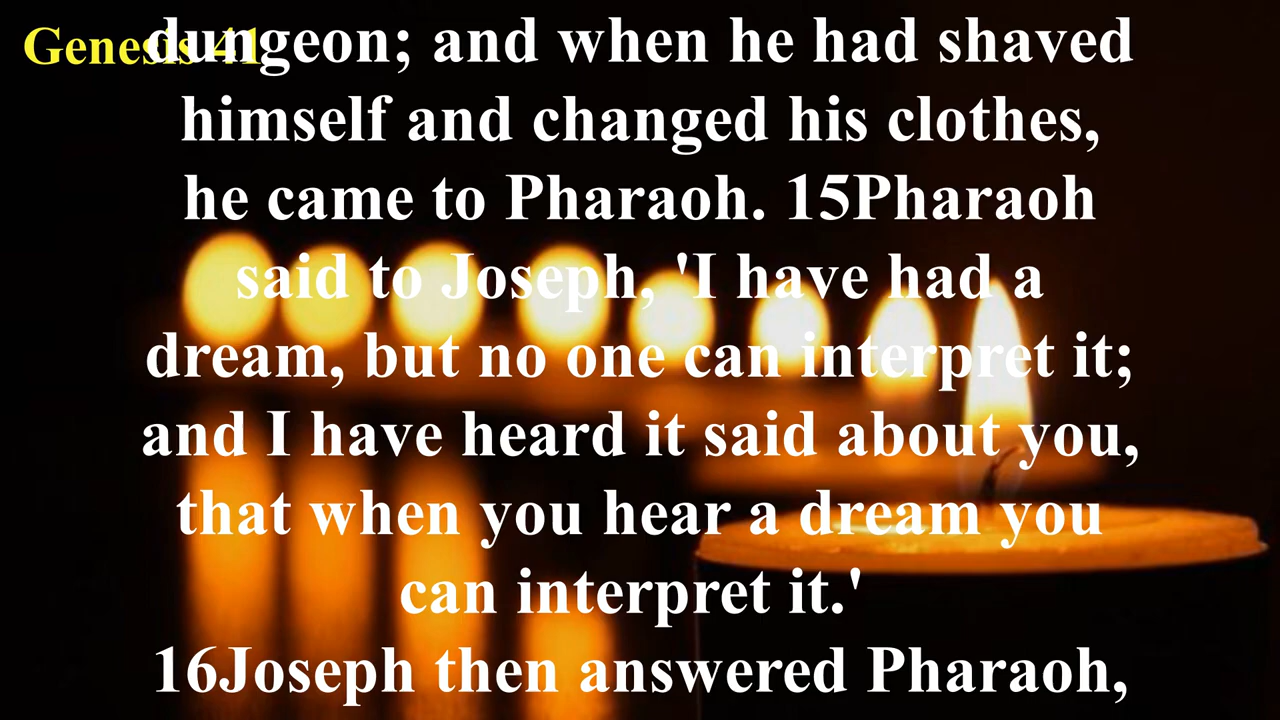 Genesis 41
dungeon; and when he had shaved
himself and changed his clothes,
he came to Pharaoh. 15Pharaoh
said to Joseph, 'I have had a
dream, but no one can interpret it;
and I have heard it said about you,
that when you hear a dream you
can interpret it.'
16Joseph then answered Pharaoh,